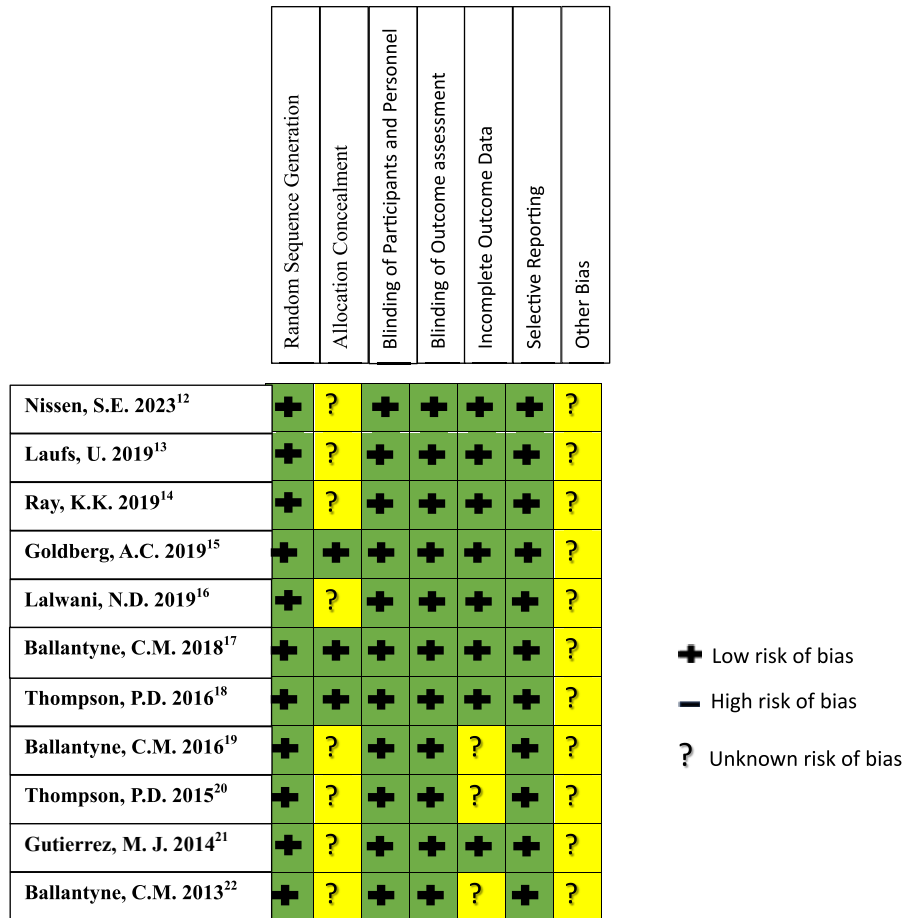 Random Sequence Generation
Allocation Concealment
Blinding of Participants and Personnel
Blinding of Outcome assessment
Incomplete Outcome Data
Selective Reporting
Other Bias
Nissen, S.E. 2023¹² + ? + + + + ?
Laufs, U. 2019¹³ + ? + + + + ?
Ray, K.K. 2019¹⁴ + ? + + + + ?
Goldberg, A.C. 2019¹⁵ + + + + + + ?
Lalwani, N.D. 2019¹⁶ + ? + + + + ?
Ballantyne, C.M. 2018¹⁷ + + + + + + ?
Thompson, P.D. 2016¹⁸ + + + + + + ?
Ballantyne, C.M. 2016¹⁹ + ? + + ? + ?
Thompson, P.D. 2015²⁰ + ? + + ? + ?
Gutierrez, M. J. 2014²¹ + ? + + + + ?
Ballantyne, C.M. 2013²² + ? + + ? + ?
+ Low risk of bias
– High risk of bias
? Unknown risk of bias